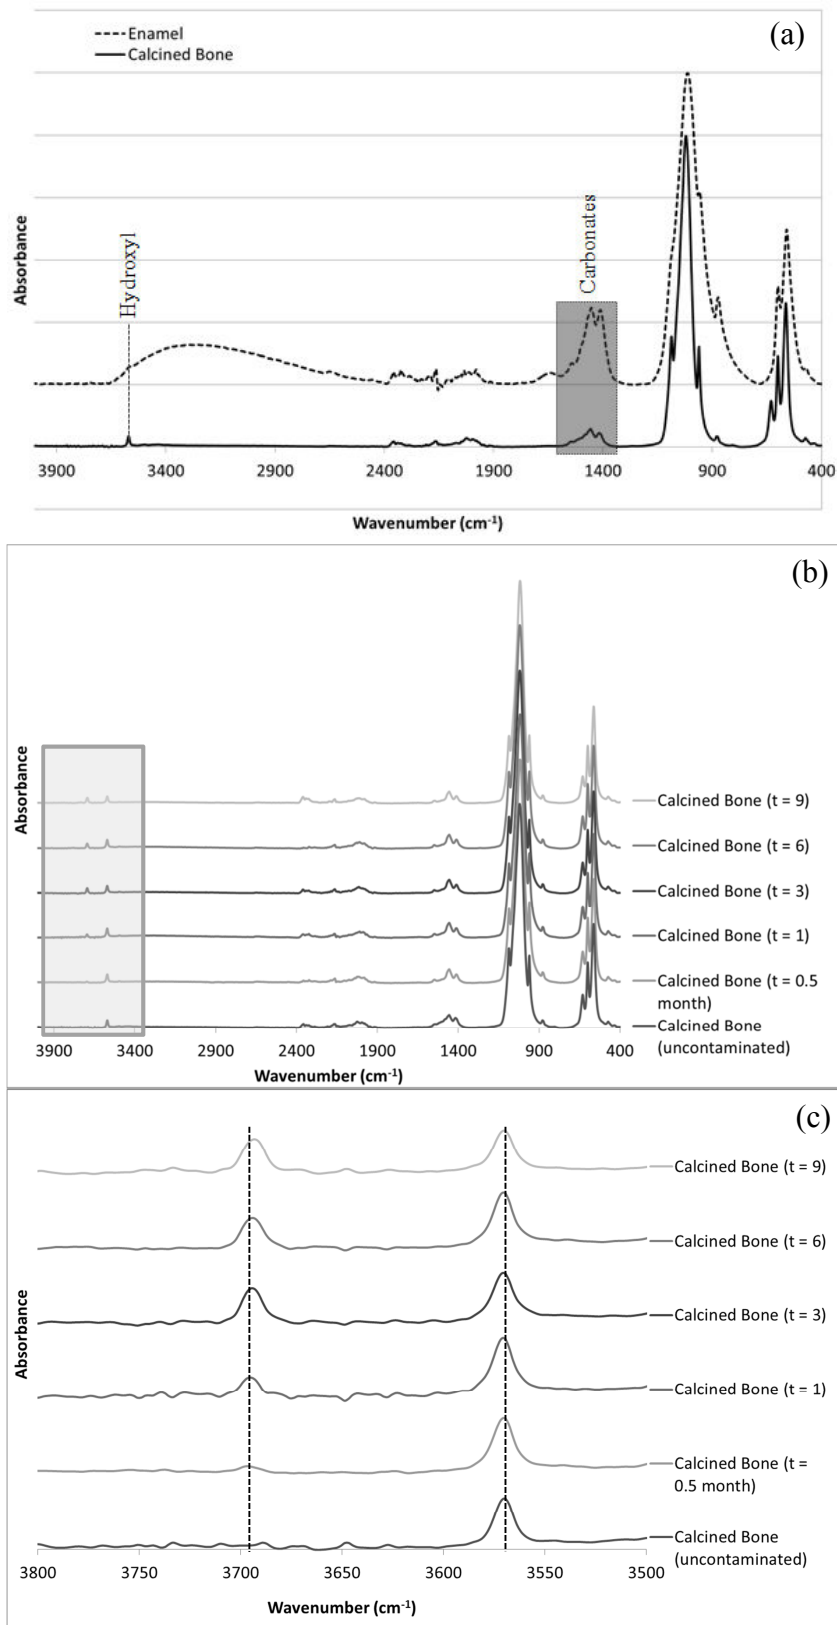 (a)
Enamel
Calcined Bone
Hydroxyl
Carbonates
Absorbance
3900 3400 2900 2400 1900 1400 900 400
Wavenumber (cm-1)
(b)
Absorbance
Calcined Bone (t = 9)
Calcined Bone (t = 6)
Calcined Bone (t = 3)
Calcined Bone (t = 1)
Calcined Bone (t = 0.5
month)
Calcined Bone
(uncontaminated)
3900 3400 2900 2400 1900 1400 900 400
Wavenumber (cm-1)
(c)
Absorbance
Calcined Bone (t = 9)
Calcined Bone (t = 6)
Calcined Bone (t = 3)
Calcined Bone (t = 1)
Calcined Bone (t =
0.5 month)
Calcined Bone
(uncontaminated)
3800 3750 3700 3650 3600 3550 3500
Wavenumber (cm-1)